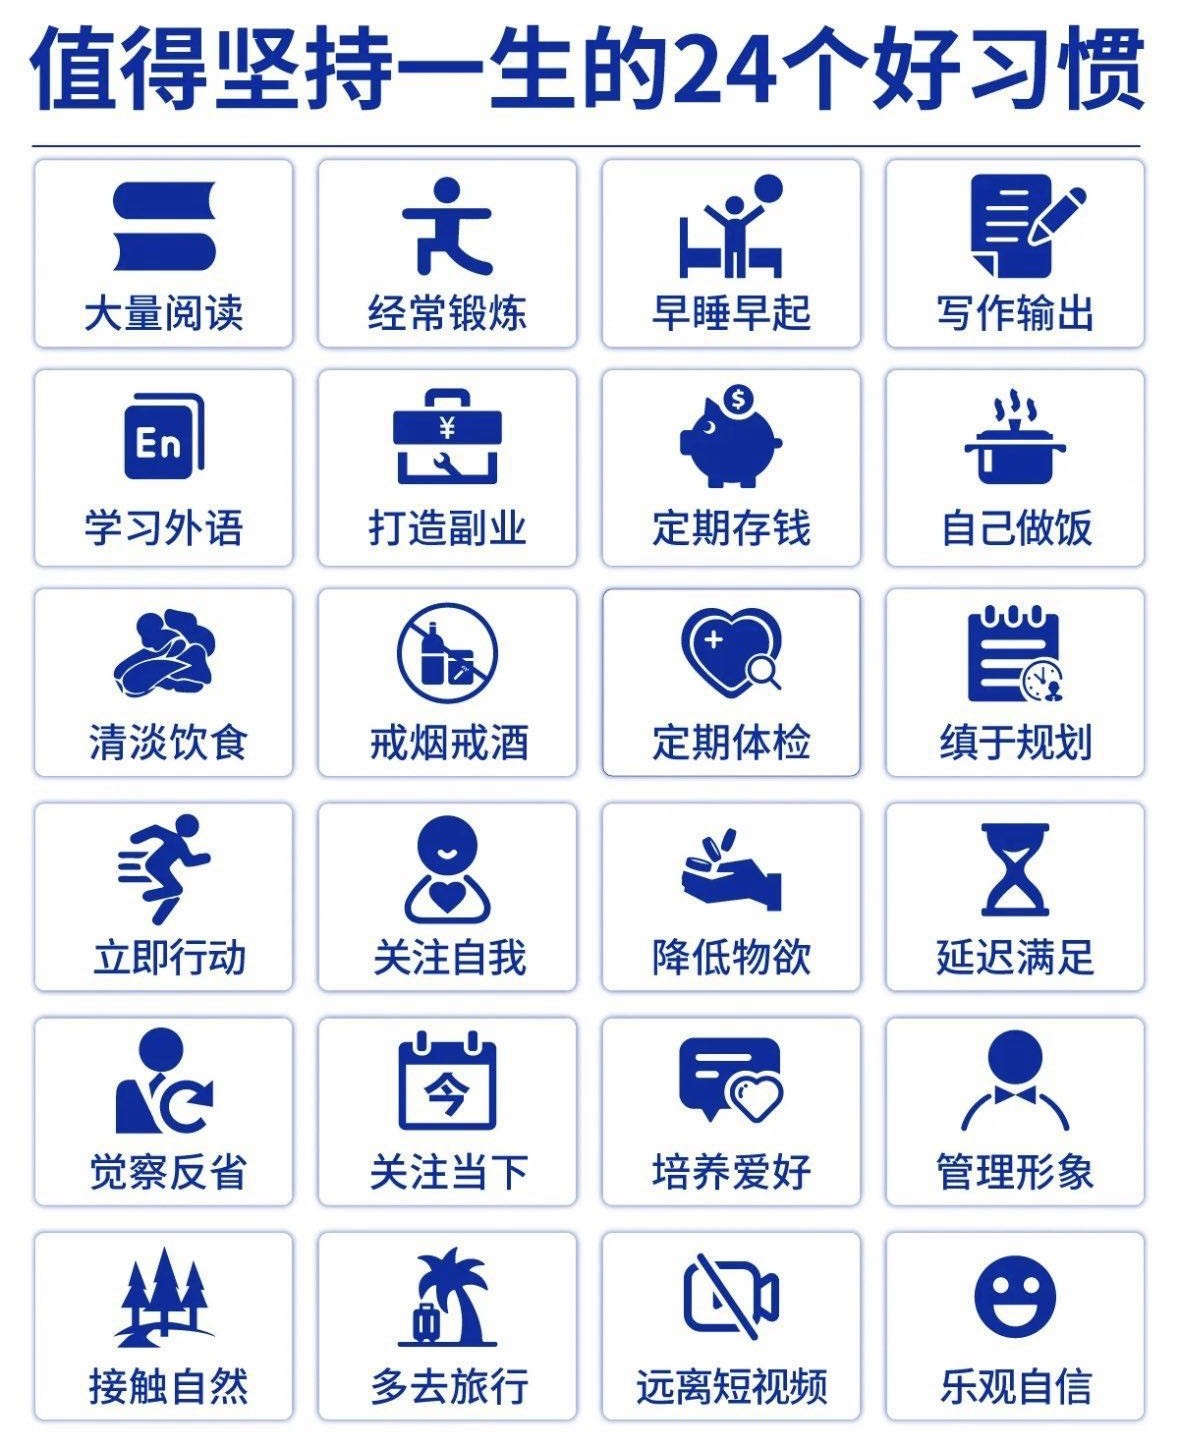 值得坚持一生的24个好习惯
大量阅读
经常锻炼
早睡早起
写作输出
En
学习外语
¥
打造副业
$
定期存钱
自己做饭
清淡饮食
戒烟戒酒
定期体检
缜于规划
立即行动
关注自我
降低物欲
延迟满足
觉察反省
今
关注当下
培养爱好
管理形象
接触自然
多去旅行
远离短视频
乐观自信